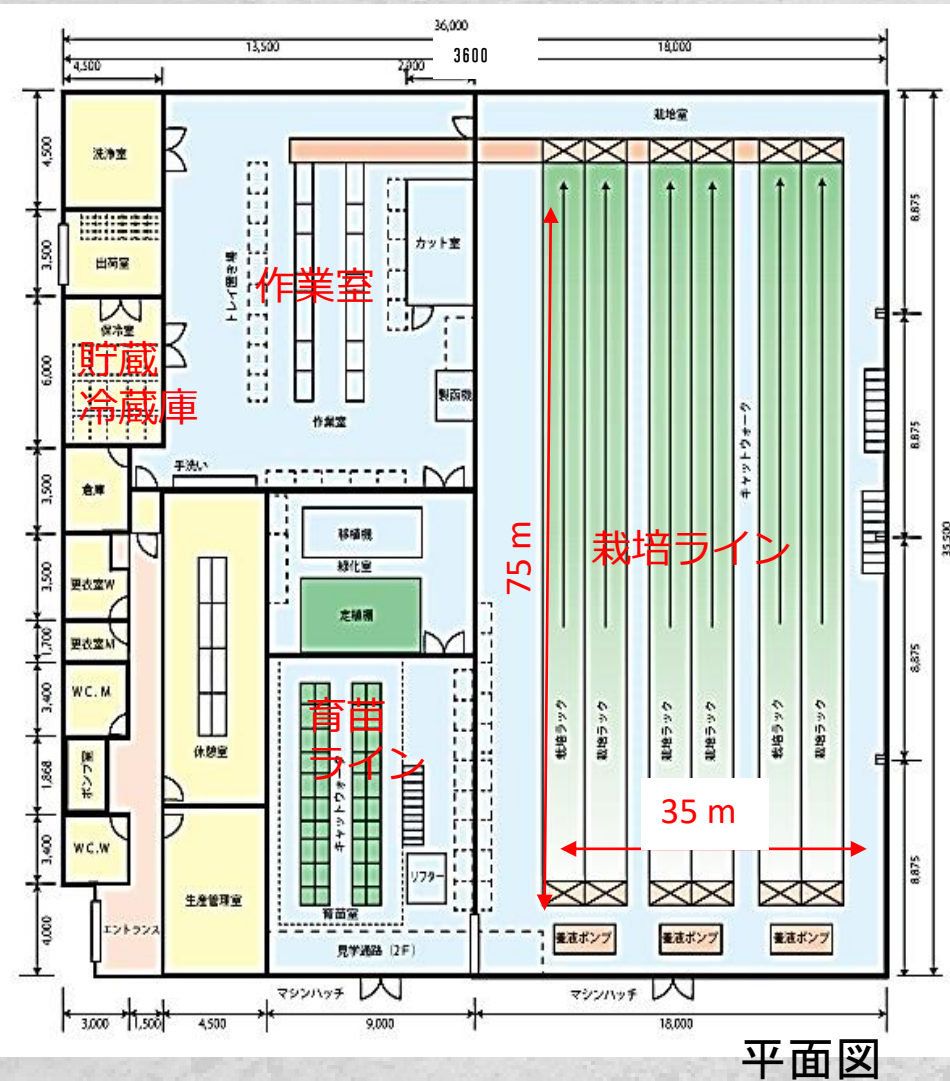 36,000
13,500
3600
18,000
4,500
2,000
栽培室
洗浄室
4,500
8,875
カット室
3,500
出荷室
トレイ置き場
作業室
保冷室
貯蔵
冷蔵庫
6,0000
製函機
作業室
キャットウォーク
8,875
手洗い
倉庫
3,500
移植機
緑化室
75 m
栽培ライン
35,500
更衣室W
3,500
定植機
更衣室M
1,700
8,875
WC.M
3,400
育苗
ライン
休憩室
栽培ラック
栽培ラック
栽培ラック
栽培ラック
栽培ラック
栽培ラック
ポンプ室
1,868
キャットウォーク
35 m
WC.W
3,400
リフター
8,875
生産管理室
育苗室
4,000
エントランス
見学通路（2F）
養液ポンプ
養液ポンプ
養液ポンプ
マシンハッチ
マシンハッチ
3,000
1,500
4,500
9,000
18,000
平面図